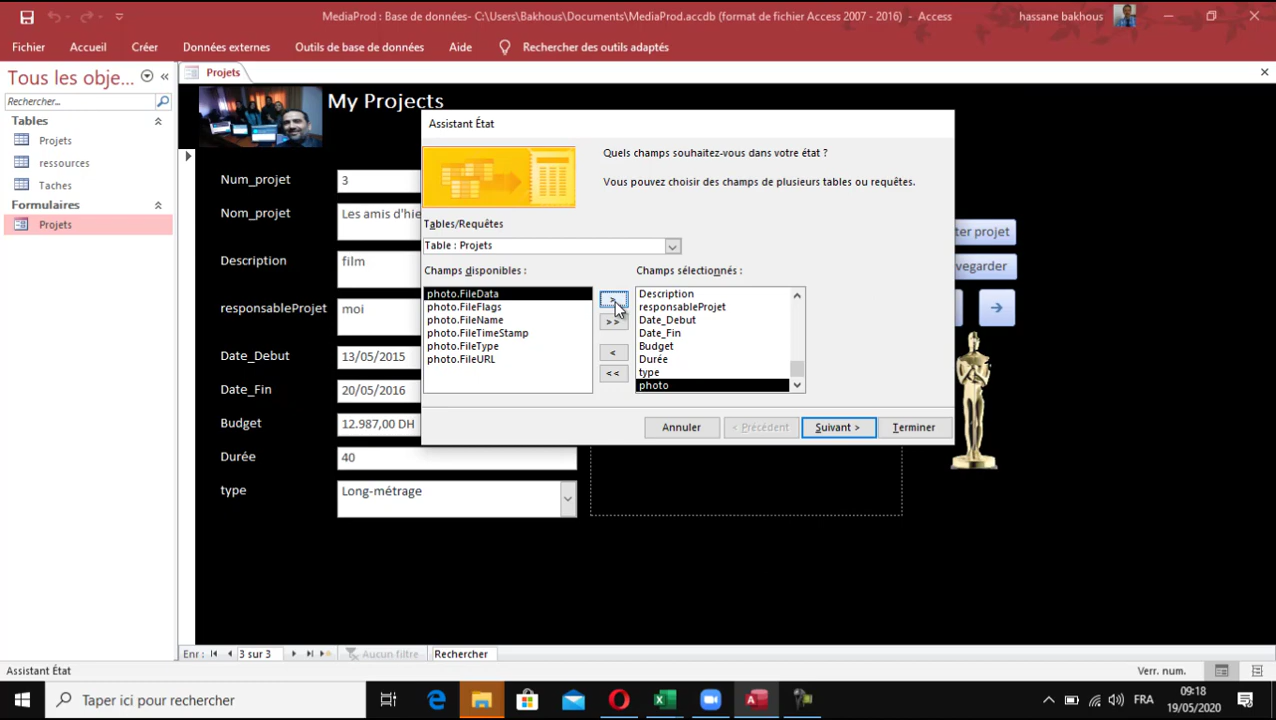 MediaProd : Base de données- C:\Users\Bakhous\Documents\MediaProd.accdb (format de fichier Access 2007 - 2016) - Access
hassane bakhous
Fichier Accueil Créer Données externes Outils de base de données Aide Rechercher des outils adaptés
Tous les obje...
Rechercher...
Tables
Projets
ressources
Taches
Formulaires
Projets
Projets
My Projects
Num_projet 3
Nom_projet Les amis d'hie
Description film
responsableProjet moi
Date_Debut 13/05/2015
Date_Fin 20/05/2016
Budget 12.987,00 DH
Durée 40
type Long-métrage
ter projet
vegarder
Assistant État
Quels champs souhaitez-vous dans votre état ?
Vous pouvez choisir des champs de plusieurs tables ou requêtes.
Tables/Requêtes
Table : Projets
Champs disponibles :
photo.FileData
photo.FileFlags
photo.FileName
photo.FileTimeStamp
photo.FileType
photo.FileURL
>
>>
<
<<
Champs sélectionnés :
Description
responsableProjet
Date_Debut
Date_Fin
Budget
Durée
type
photo
Annuler < Précédent Suivant > Terminer
Enr : 3 sur 3 Aucun filtre Rechercher
Assistant État
Verr. num.
Taper ici pour rechercher
FRA
09:18
19/05/2020